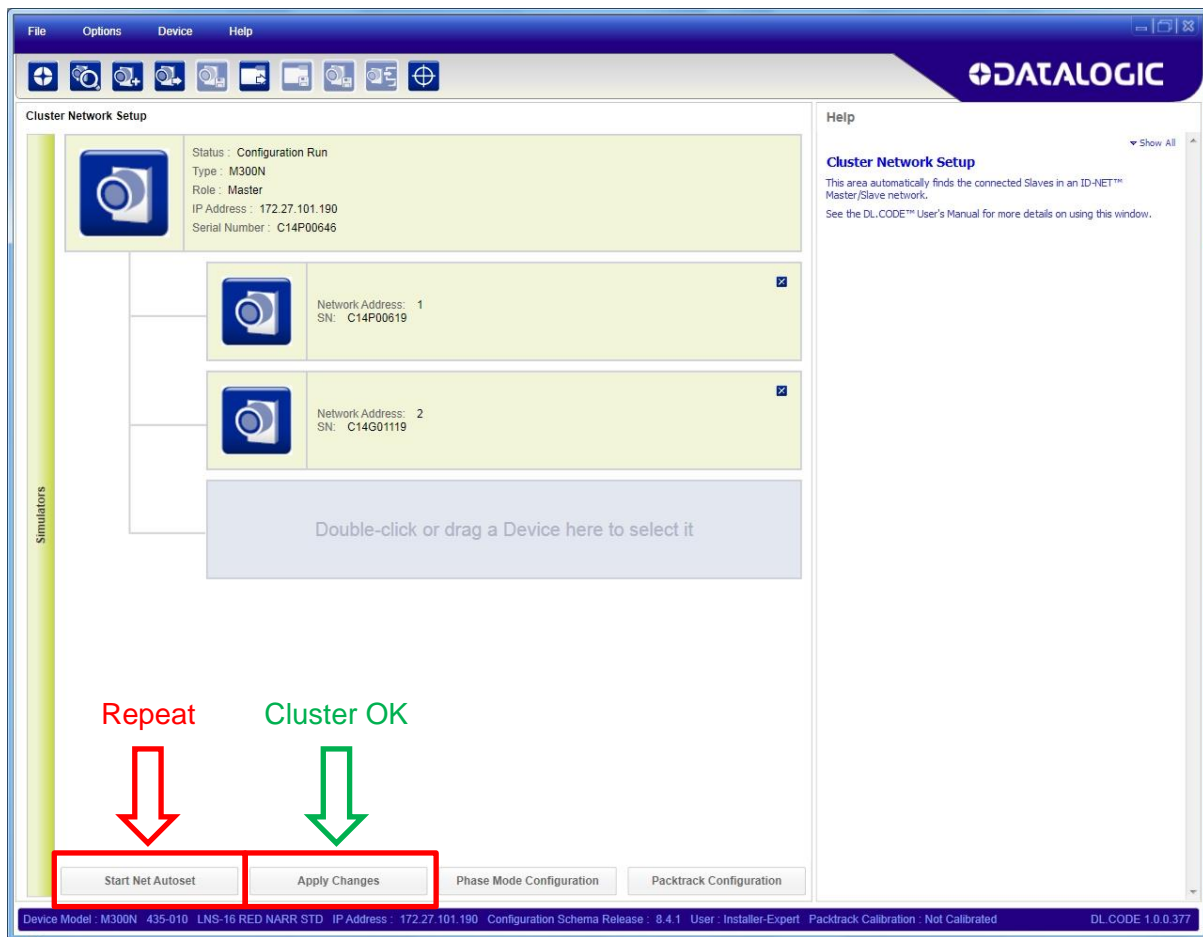 File Options Device Help
DATALOGIC
Cluster Network Setup
Status : Configuration Run
Type : M300N
Role : Master
IP Address : 172.27.101.190
Serial Number : C14P00646
Network Address: 1
SN: C14P00619
Network Address: 2
SN: C14G01119
Double-click or drag a Device here to select it
Simulators
Repeat
Cluster OK
Start Net Autoset
Apply Changes
Phase Mode Configuration
Packtrack Configuration
Help
Show All
Cluster Network Setup
This area automatically finds the connected Slaves in an ID-NET™
Master/Slave network.
See the DL.CODE™ User's Manual for more details on using this window.
Device Model : M300N 435-010 LNS-16 RED NARR STD IP Address : 172.27.101.190 Configuration Schema Release : 8.4.1 User : Installer-Expert Packtrack Calibration : Not Calibrated DL.CODE 1.0.0.377